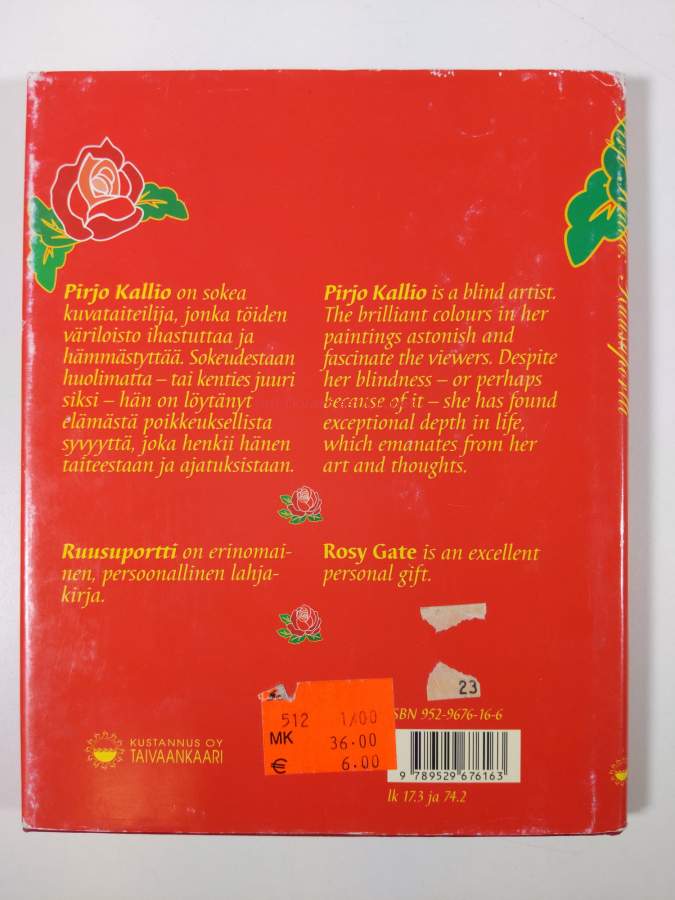 Pirjo Kallio on sokea
kuvataiteilija, jonka töiden
väriloisto ihastuttaa ja
hämmästyttää. Sokeudestaan
huolimatta – tai kenties juuri
siksi – hän on löytänyt
elämästä poikkeuksellista
syvyyttä, joka henkii hänen
taiteestaan ja ajatuksistaan.
Ruusuportti on erinomai-
nen, persoonallinen lahja-
kirja.
Pirjo Kallio is a blind artist.
The brilliant colours in her
paintings astonish and
fascinate the viewers. Despite
her blindness – or perhaps
because of it – she has found
exceptional depth in life,
which emanates from her
art and thoughts.
Rosy Gate is an excellent
personal gift.
23
512 1/00
MK 36.00
€ 6.00
ISBN 952-9676-16-6
9 789529 676163
lk 17.3 ja 74.2
KUSTANNUS OY
TAIVAANKAARI